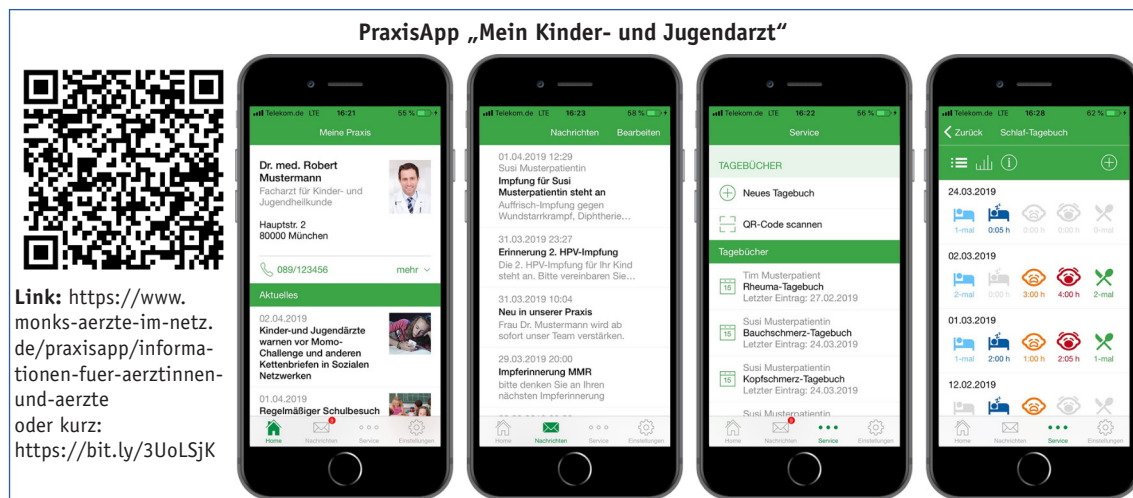 PraxisApp „Mein Kinder- und Jugendarzt“
Link: https://www.
monks-aerzte-im-netz.
de/praxisapp/informa-
tionen-fuer-aerztinnen-
und-aerzte
oder kurz:
https://bit.ly/3UoLSjK
Telekom.de LTE 16:21 55 %
Meine Praxis
Dr. med. Robert
Mustermann
Facharzt für Kinder- und
Jugendheilkunde
Hauptstr. 2
80000 München
089/123456 mehr
Aktuelles
02.04.2019
Kinder-und Jugendärzte
warnen vor Momo-
Challenge und anderen
Kettenbriefen in Sozialen
Netzwerken
01.04.2019
Regelmäßiger Schulbesuch
Home Nachrichten Service Einstellungen
Telekom.de LTE 16:23 58 %
Nachrichten Bearbeiten
01.04.2019 12:29
Susi Musterpatientin
Impfung für Susi
Musterpatientin steht an
Auffrisch-Impfung gegen
Wundstarrkrampf, Diphtherie…
31.03.2019 23:27
Erinnerung 2. HPV-Impfung
Die 2. HPV-Impfung für Ihr Kind
steht an. Bitte vereinbaren Sie…
31.03.2019 10:04
Neu in unserer Praxis
Frau Dr. Mustermann wird ab
sofort unser Team verstärken.
29.03.2019 20:00
Impferinnerung MMR
bitte denken Sie an Ihren
nächsten Impferinnerung
Home Nachrichten Service Einstellungen
Telekom.de LTE 16:22 56 %
Service
TAGEBÜCHER
Neues Tagebuch
QR-Code scannen
Tagebücher
Tim Musterpatient
15 Rheuma-Tagebuch
Letzter Eintrag: 27.02.2019
Susi Musterpatientin
15 Bauchschmerz-Tagebuch
Letzter Eintrag: 24.03.2019
Susi Musterpatientin
15 Kopfschmerz-Tagebuch
Letzter Eintrag: 24.03.2019
Susi Musterpatientin
Home Nachrichten Service Einstellungen
Telekom.de LTE 16:28 62 %
Zurück Schlaf-Tagebuch
24.03.2019
1-mal 0:05 h 0:00 h 0:00 h 0-mal
02.03.2019
2-mal 0:00 h 3:00 h 4:00 h 2-mal
01.03.2019
1-mal 2:00 h 1:00 h 2:05 h 1-mal
12.02.2019
Home Nachrichten Service Einstellungen